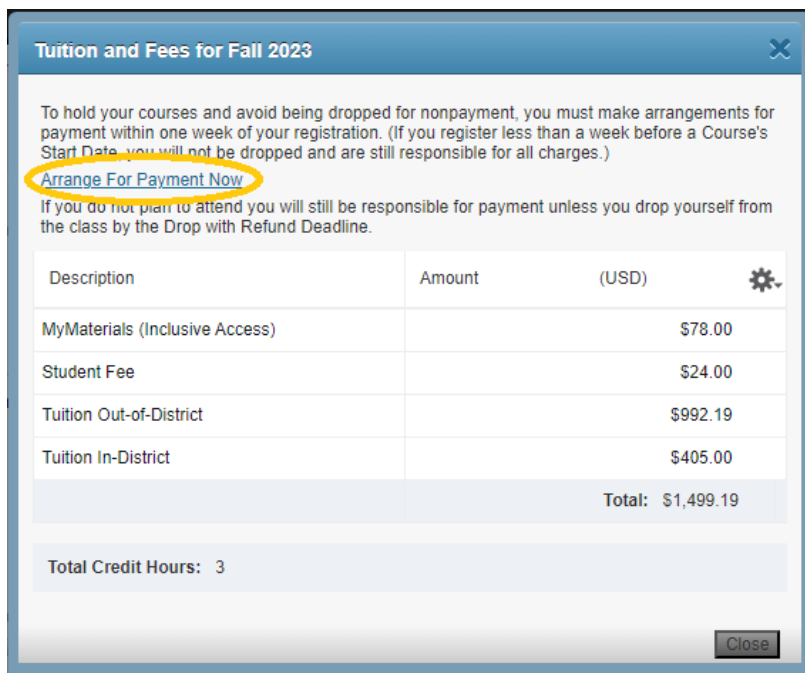 Tuition and Fees for Fall 2023
To hold your courses and avoid being dropped for nonpayment, you must make arrangements for
payment within one week of your registration. (If you register less than a week before a Course's
Start Date, you will not be dropped and are still responsible for all charges.)
Arrange For Payment Now
If you do not plan to attend you will still be responsible for payment unless you drop yourself from
the class by the Drop with Refund Deadline.
Description Amount (USD)
MyMaterials (Inclusive Access) $78.00
Student Fee $24.00
Tuition Out-of-District $992.19
Tuition In-District $405.00
Total: $1,499.19
Total Credit Hours: 3
Close